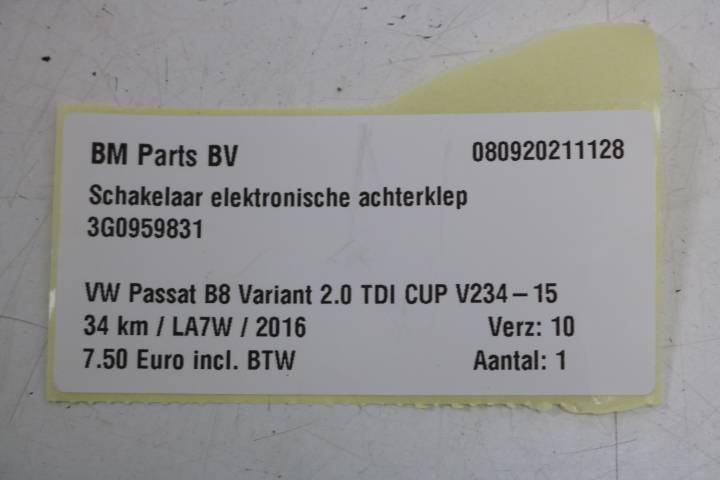 BM Parts BV 080920211128
Schakelaar elektronische achterklep
3G0959831
VW Passat B8 Variant 2.0 TDI CUP V234-15
34 km / LA7W / 2016 Verz: 10
7.50 Euro incl. BTW Aantal: 1